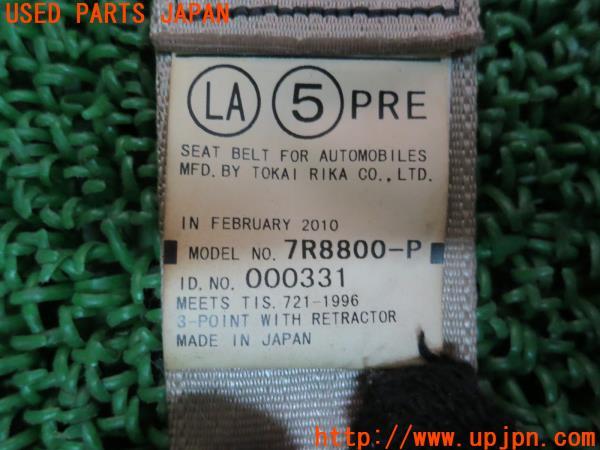 USED PARTS JAPAN
LA 5 PRE
SEAT BELT FOR AUTOMOBILES
MFD. BY TOKAI RIKA CO., LTD.
IN FEBRUARY 2010
MODEL NO. 7R8800-P
ID. NO. 000331
MEETS TIS. 721-1996
3-POINT WITH RETRACTOR
MADE IN JAPAN
http://www.upjpn.com/